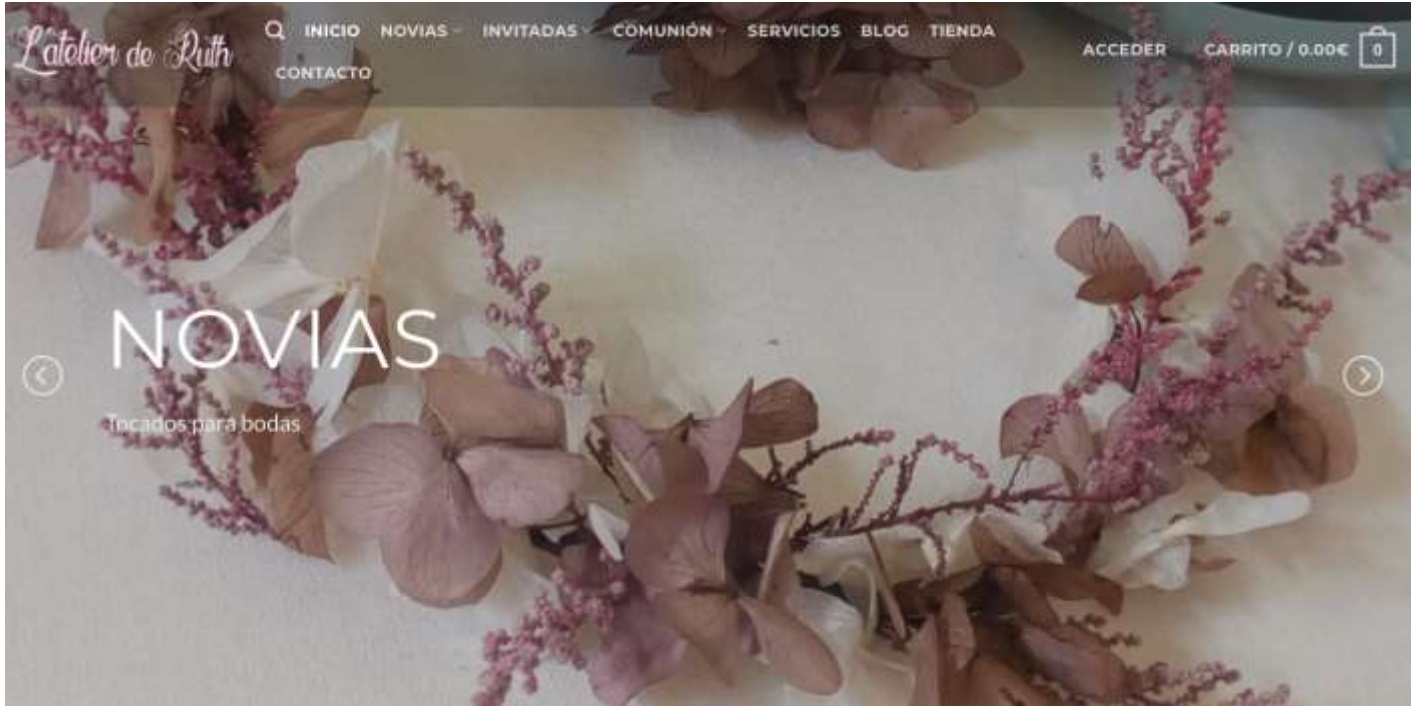 L'atelier de Ruth
INICIO NOVIAS INVITADAS COMUNIÓN SERVICIOS BLOG TIENDA
CONTACTO
ACCEDER CARRITO / 0.00€ 0
NOVIAS
Tocados para bodas